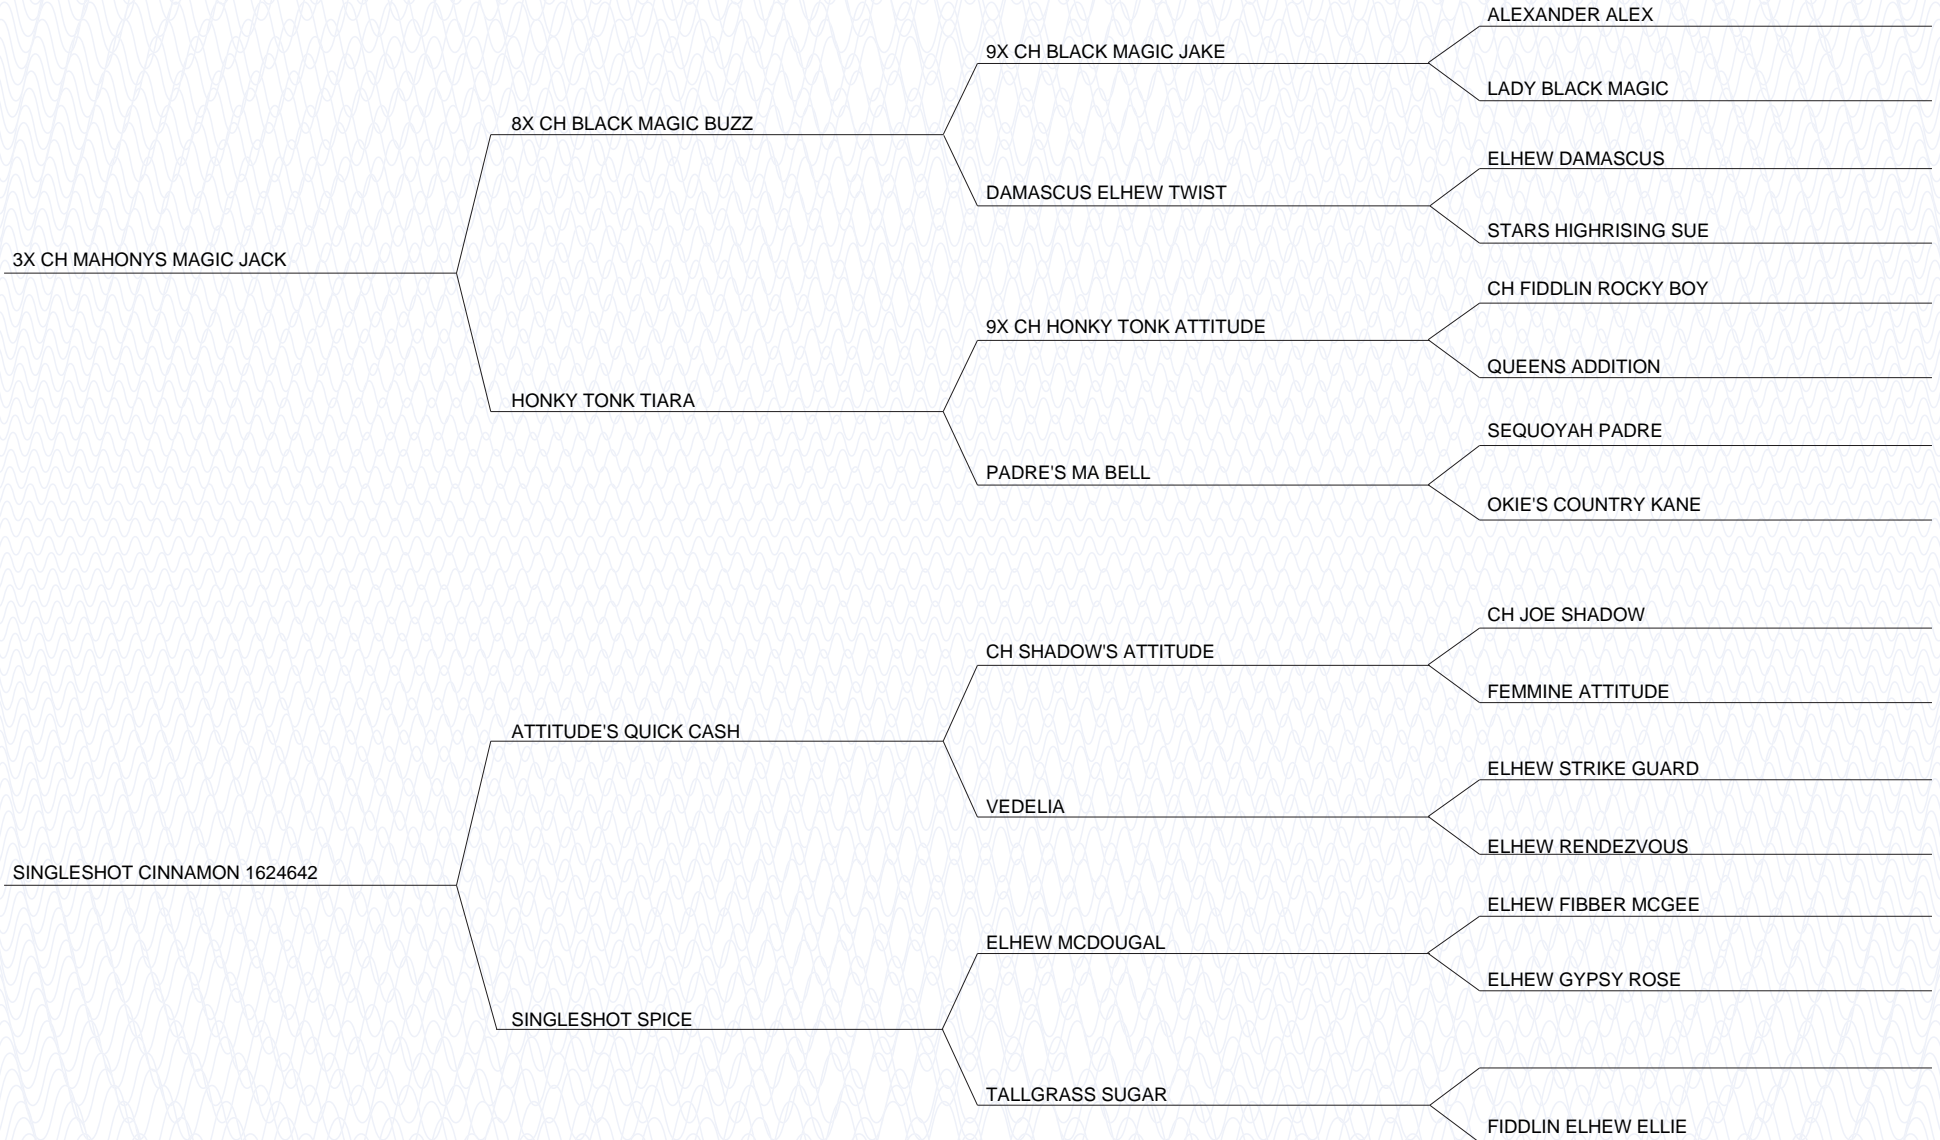 ALEXANDER ALEX
9X CH BLACK MAGIC JAKE
LADY BLACK MAGIC
8X CH BLACK MAGIC BUZZ
ELHEW DAMASCUS
DAMASCUS ELHEW TWIST
STARS HIGHRISING SUE
3X CH MAHONYS MAGIC JACK
CH FIDDLIN ROCKY BOY
9X CH HONKY TONK ATTITUDE
QUEENS ADDITION
HONKY TONK TIARA
SEQUOYAH PADRE
PADRE'S MA BELL
OKIE'S COUNTRY KANE
CH JOE SHADOW
CH SHADOW'S ATTITUDE
FEMMINE ATTITUDE
ATTITUDE'S QUICK CASH
ELHEW STRIKE GUARD
VEDELIA
ELHEW RENDEZVOUS
SINGLESHOT CINNAMON 1624642
ELHEW FIBBER MCGEE
ELHEW MCDOUGAL
ELHEW GYPSY ROSE
SINGLESHOT SPICE
TALLGRASS SUGAR
FIDDLIN ELHEW ELLIE